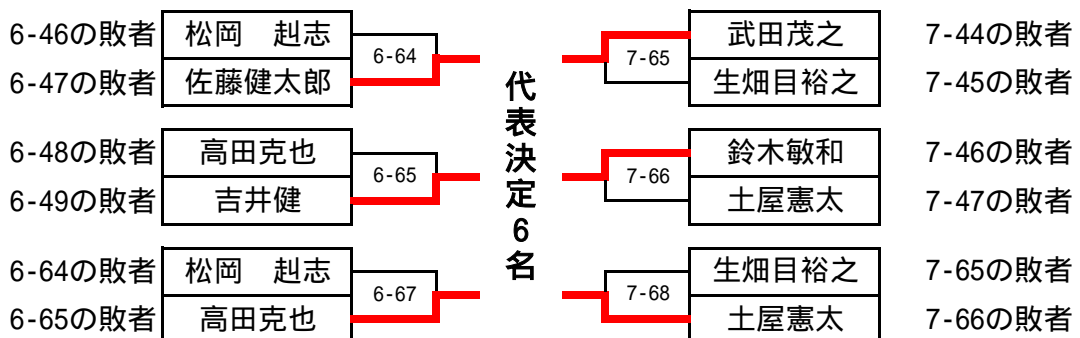 6-46の敗者 松岡　赳志 6-64
6-47の敗者 佐藤健太郎
6-48の敗者 高田克也 6-65
6-49の敗者 吉井健
6-64の敗者 松岡　赳志 6-67
6-65の敗者 高田克也
代表決定6名
7-65 武田茂之 7-44の敗者
生畑目裕之 7-45の敗者
7-66 鈴木敏和 7-46の敗者
土屋憲太 7-47の敗者
7-68 生畑目裕之 7-65の敗者
土屋憲太 7-66の敗者